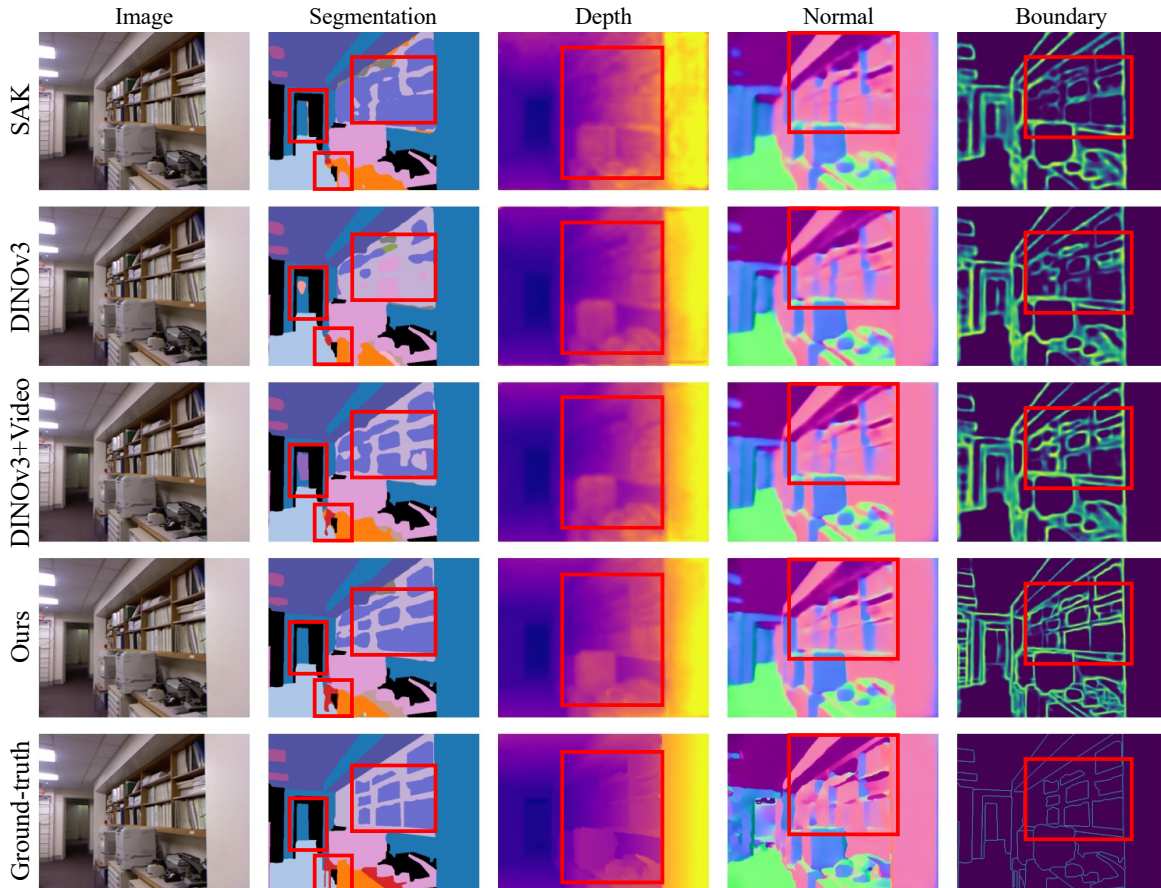 Image Segmentation Depth Normal Boundary
SAK
DINOv3
DINOv3+Video
Ours
Ground-truth